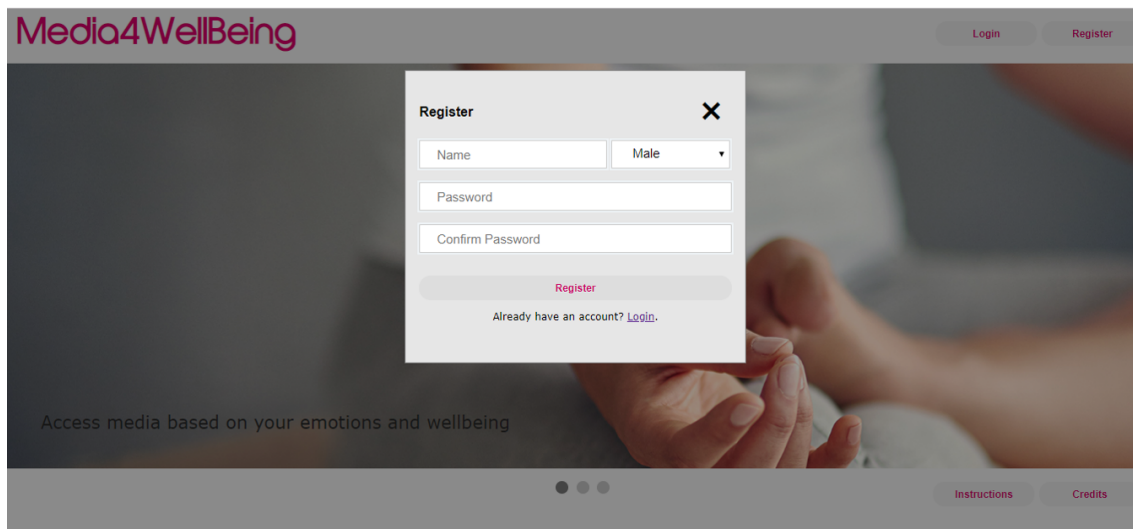 Media4WellBeing
Login
Register
Register
Name
Male
Password
Confirm Password
Register
Already have an account? Login.
Access media based on your emotions and wellbeing
Instructions
Credits